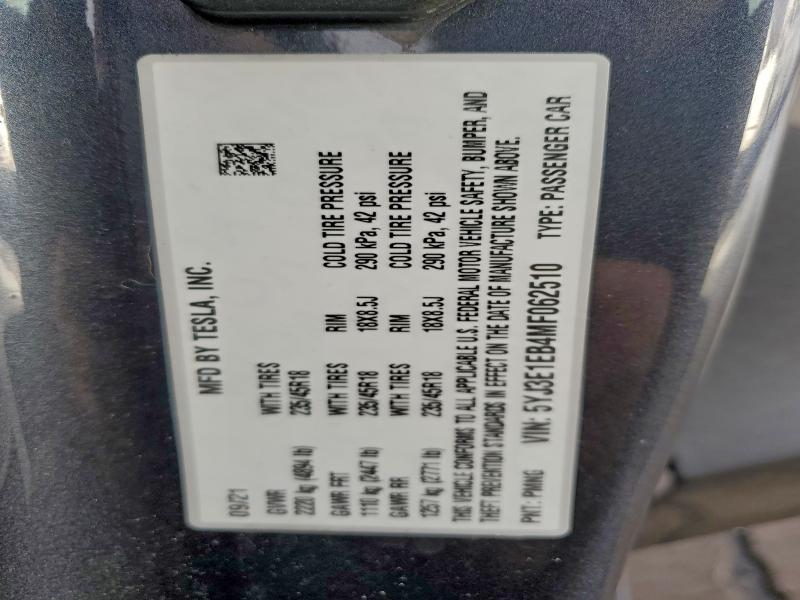 MFD BY TESLA, INC.
09/21
GVWR WITH TIRES RIM COLD TIRE PRESSURE
2220 kg (4894 lb) 235/45R18 18X8.5J 290 kPa, 42 psi
GAWR FRT WITH TIRES RIM COLD TIRE PRESSURE
1110 kg (2447 lb) 235/45R18 18X8.5J 290 kPa, 42 psi
GAWR RR WITH TIRES
1257 kg (2771 lb) 235/45R18
THIS VEHICLE CONFORMS TO ALL APPLICABLE U.S. FEDERAL MOTOR VEHICLE SAFETY, BUMPER, AND
THEFT PREVENTION STANDARDS IN EFFECT ON THE DATE OF MANUFACTURE SHOWN ABOVE.
PNT: PMNG VIN: 5YJ3E1EB4MF062510 TYPE: PASSENGER CAR